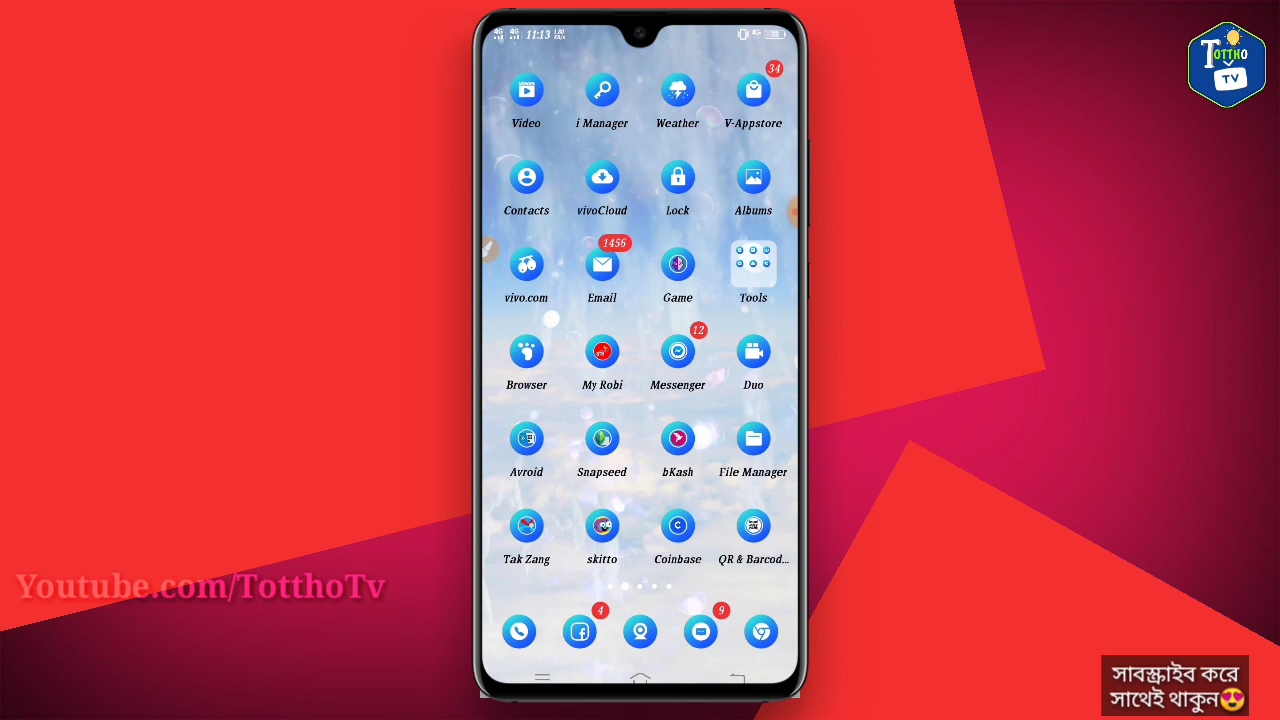 11:13
34
Video
i Manager
Weather
V-Appstore
Contacts
vivoCloud
Lock
Albums
1456
vivo.com
Email
Game
Tools
12
Browser
My Robi
Messenger
Duo
Avroid
Snapseed
bKash
File Manager
Tak Zang
skitto
Coinbase
QR & Barcod...
4
9
TOTTHO
TV
Youtube.com/TotthoTv
সাবস্ক্রাইব করে
সাথেই থাকুন😍